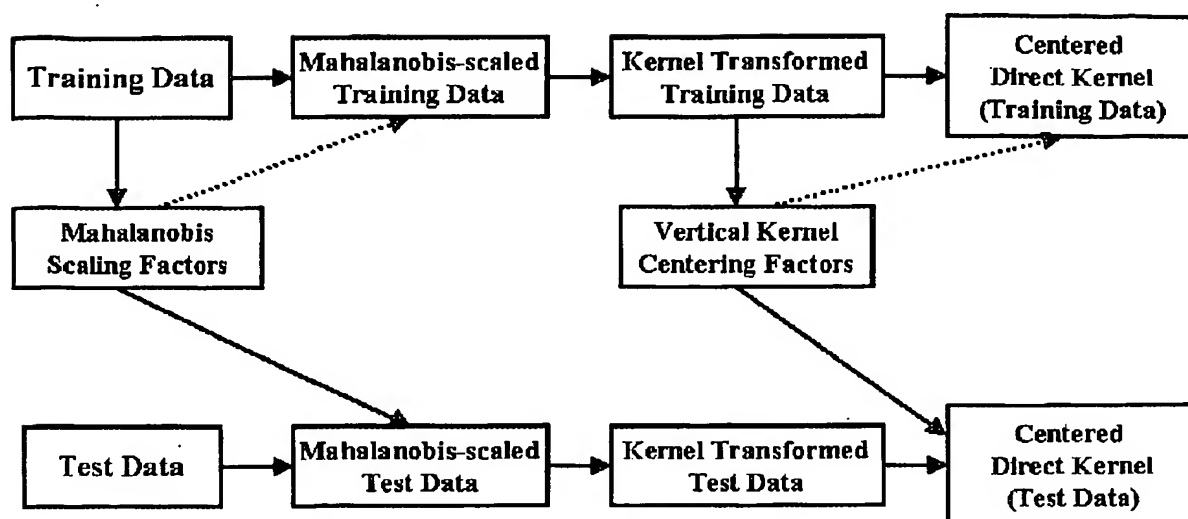 Training Data
Mahalanobis-scaled
Training Data
Kernel Transformed
Training Data
Centered
Direct Kernel
(Training Data)
Mahalanobis
Scaling Factors
Vertical Kernel
Centering Factors
Test Data
Mahalanobis-scaled
Test Data
Kernel Transformed
Test Data
Centered
Direct Kernel
(Test Data)